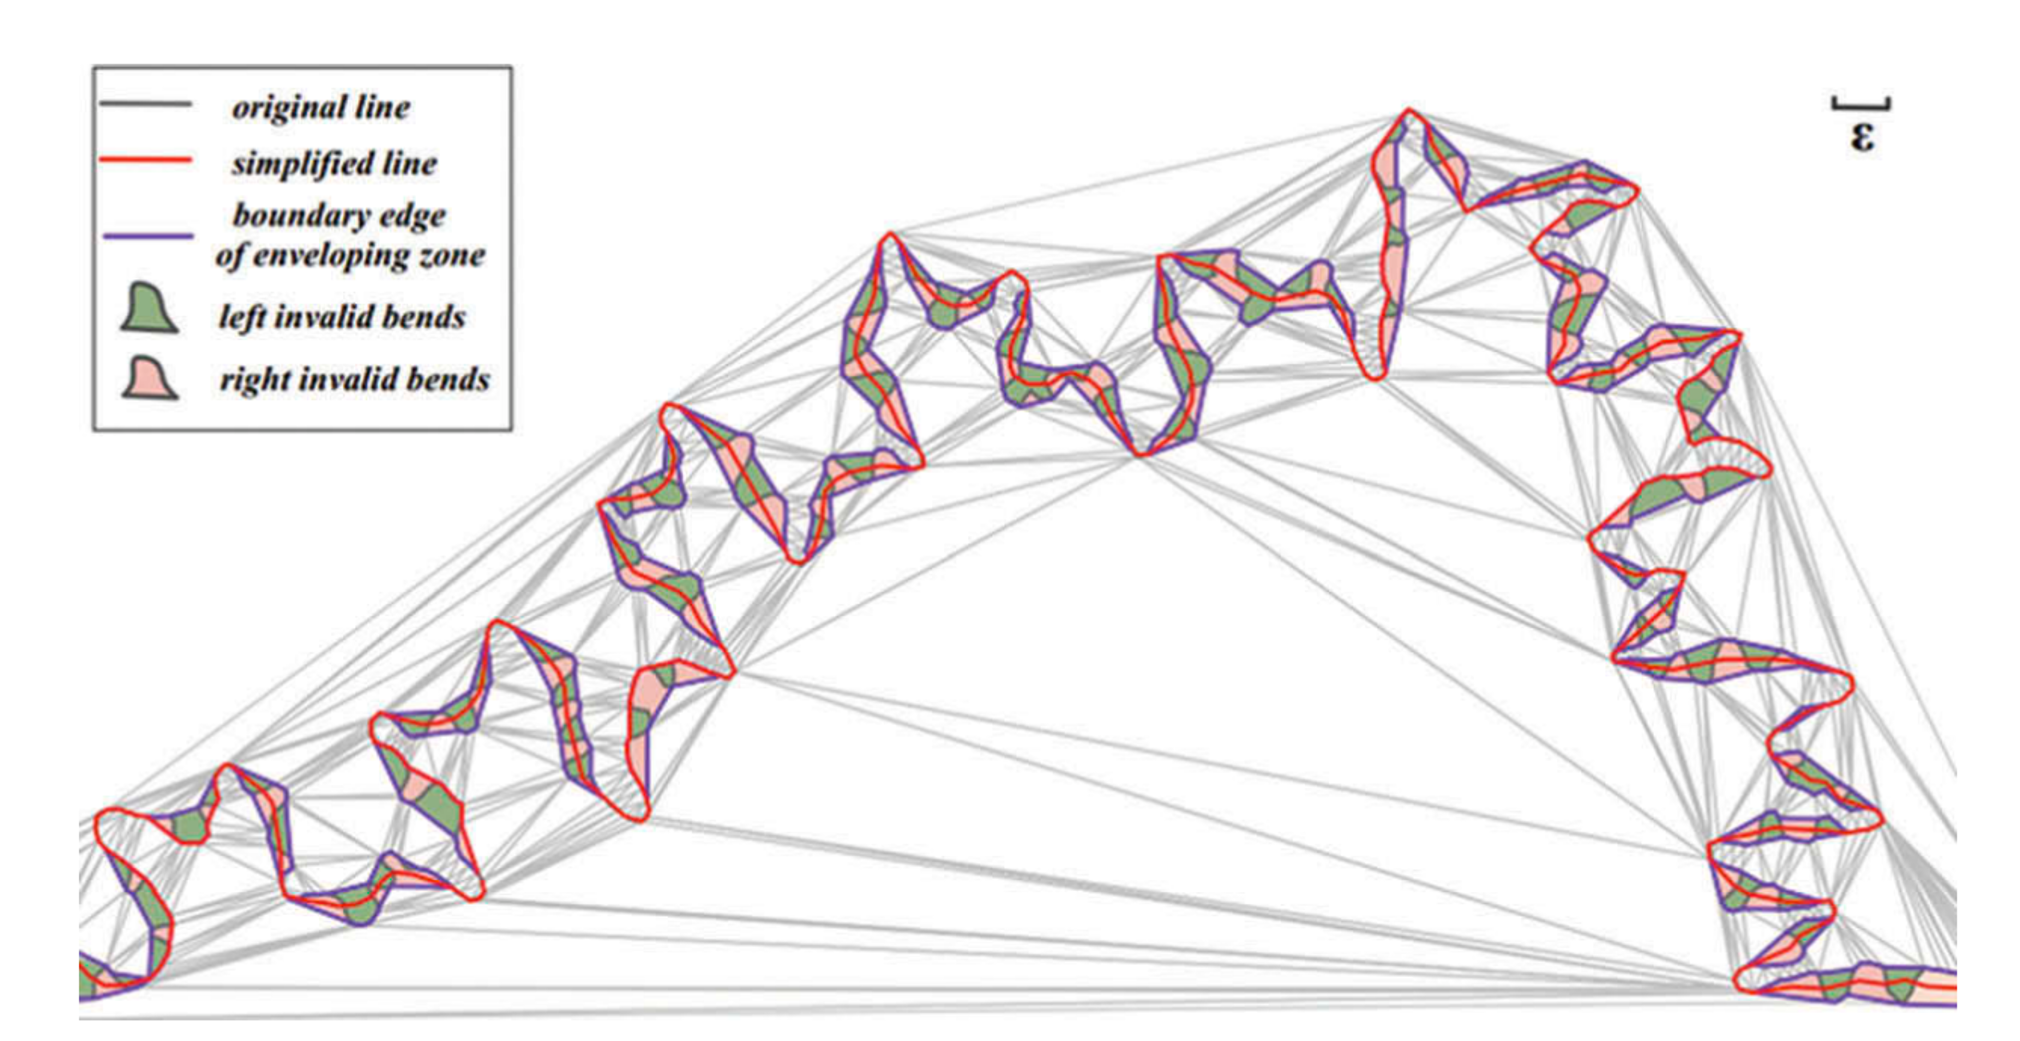 original line
simplified line
boundary edge
of enveloping zone
left invalid bends
right invalid bends
ε